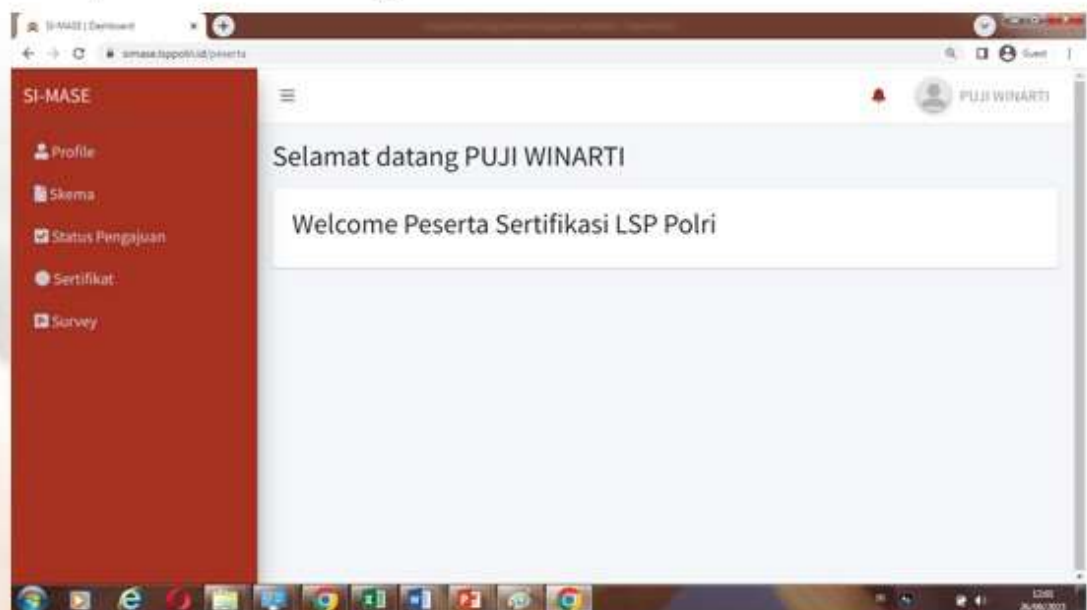 SI-MASE | Dashboard
simase.lsppolri.id/peserta
Guest
SI-MASE
PUJI WINARTI
Profile
Skema
Status Pengajuan
Sertifikat
Survey
Selamat datang PUJI WINARTI
Welcome Peserta Sertifikasi LSP Polri